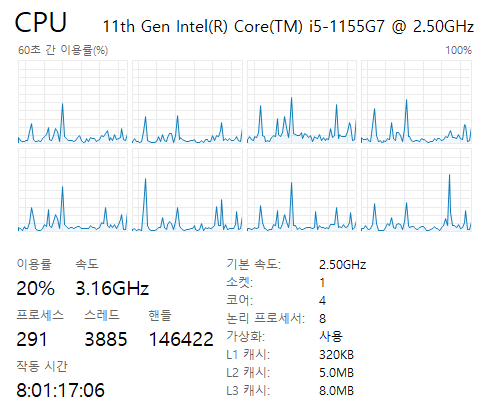 CPU 11th Gen Intel(R) Core(TM) i5-1155G7 @ 2.50GHz
60초 간 이용률(%) 100%
이용률 속도
20% 3.16GHz
프로세스 스레드 핸들
291 3885 146422
작동 시간
8:01:17:06
기본 속도: 2.50GHz
소켓: 1
코어: 4
논리 프로세서: 8
가상화: 사용
L1 캐시: 320KB
L2 캐시: 5.0MB
L3 캐시: 8.0MB